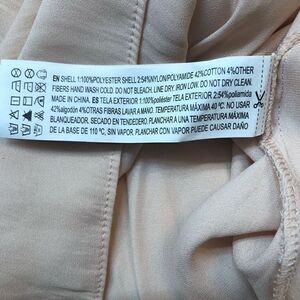 EN SHELL 1:100%POLYESTER SHELL 2:54%NYLON/POLYAMIDE 42%COTTON 4%OTHER
FIBERS HAND WASH COLD. DO NOT BLEACH. LINE DRY. IRON LOW. DO NOT DRY CLEAN
MAX WASH. ES TELA EXTERIOR 1:100%poliéster TELA EXTERIOR 2:54%poliamida
42%algodón 4%OTRAS FIBRAS LAVAR A MANO. TEMPERATURA MÁXIMA 40 ºC. NO USAR
BLANQUEADOR. SECADO EN TENDEDERO. PLANCHAR A UNA TEMPERATURA MÁXIMA
DE LA BASE DE 110 ºC, SIN VAPOR. PLANCHAR CON VAPOR PUEDE CAUSAR DAÑO